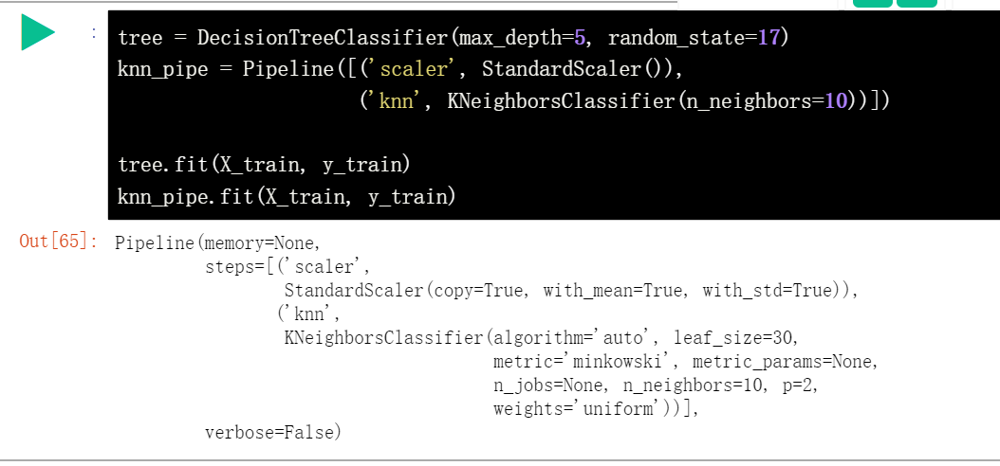 :
tree = DecisionTreeClassifier(max_depth=5, random_state=17)
knn_pipe = Pipeline([('scaler', StandardScaler()),
('knn', KNeighborsClassifier(n_neighbors=10))])
tree.fit(X_train, y_train)
knn_pipe.fit(X_train, y_train)
Out[65]: Pipeline(memory=None,
steps=[('scaler',
StandardScaler(copy=True, with_mean=True, with_std=True)),
('knn',
KNeighborsClassifier(algorithm='auto', leaf_size=30,
metric='minkowski', metric_params=None,
n_jobs=None, n_neighbors=10, p=2,
weights='uniform'))],
verbose=False)